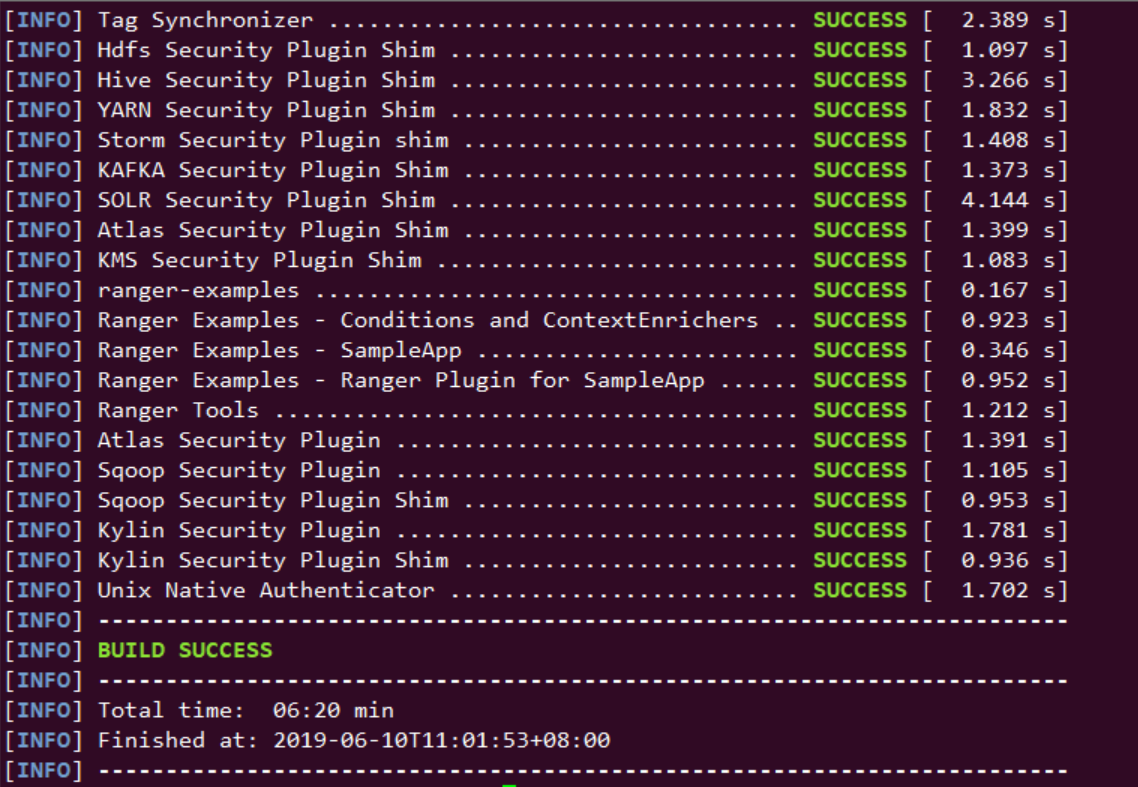 [INFO] Tag Synchronizer ................................... SUCCESS [  2.389 s]
[INFO] Hdfs Security Plugin Shim .......................... SUCCESS [  1.097 s]
[INFO] Hive Security Plugin Shim .......................... SUCCESS [  3.266 s]
[INFO] YARN Security Plugin Shim .......................... SUCCESS [  1.832 s]
[INFO] Storm Security Plugin shim ......................... SUCCESS [  1.408 s]
[INFO] KAFKA Security Plugin Shim ......................... SUCCESS [  1.373 s]
[INFO] SOLR Security Plugin Shim .......................... SUCCESS [  4.144 s]
[INFO] Atlas Security Plugin Shim ......................... SUCCESS [  1.399 s]
[INFO] KMS Security Plugin Shim ........................... SUCCESS [  1.083 s]
[INFO] ranger-examples .................................... SUCCESS [  0.167 s]
[INFO] Ranger Examples - Conditions and ContextEnrichers .. SUCCESS [  0.923 s]
[INFO] Ranger Examples - SampleApp ........................ SUCCESS [  0.346 s]
[INFO] Ranger Examples - Ranger Plugin for SampleApp ...... SUCCESS [  0.952 s]
[INFO] Ranger Tools ....................................... SUCCESS [  1.212 s]
[INFO] Atlas Security Plugin .............................. SUCCESS [  1.391 s]
[INFO] Sqoop Security Plugin .............................. SUCCESS [  1.105 s]
[INFO] Sqoop Security Plugin Shim ......................... SUCCESS [  0.953 s]
[INFO] Kylin Security Plugin .............................. SUCCESS [  1.781 s]
[INFO] Kylin Security Plugin Shim ......................... SUCCESS [  0.936 s]
[INFO] Unix Native Authenticator .......................... SUCCESS [  1.702 s]
[INFO] ------------------------------------------------------------------------
[INFO] BUILD SUCCESS
[INFO] ------------------------------------------------------------------------
[INFO] Total time:  06:20 min
[INFO] Finished at: 2019-06-10T11:01:53+08:00
[INFO] ------------------------------------------------------------------------